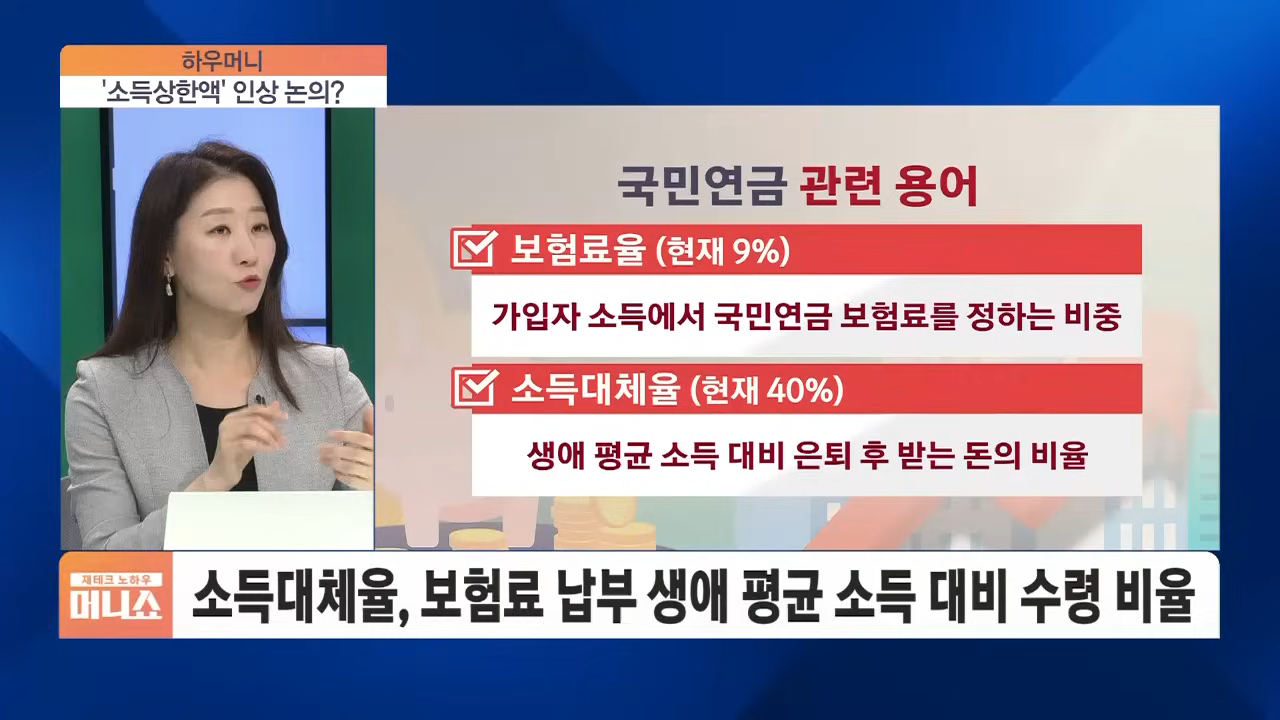 하우머니
'소득상한액' 인상 논의?
국민연금 관련 용어
보험료율 (현재 9%)
가입자 소득에서 국민연금 보험료를 정하는 비중
소득대체율 (현재 40%)
생애 평균 소득 대비 은퇴 후 받는 돈의 비율
재테크 노하우
머니쇼
소득대체율, 보험료 납부 생애 평균 소득 대비 수령 비율